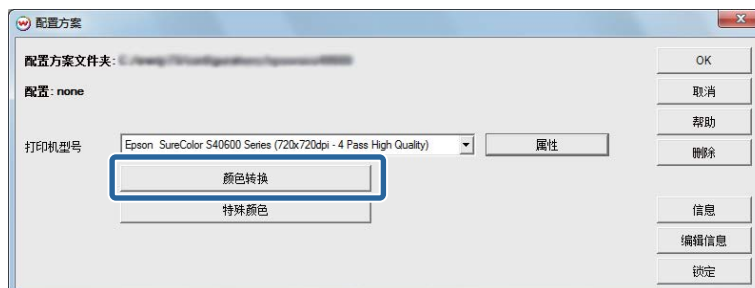 配置方案
配置方案文件夹:
OK
配置: none
取消
帮助
打印机型号
Epson SureColor S40600 Series (720x720dpi - 4 Pass High Quality)
属性
删除
颜色转换
特殊颜色
信息
编辑信息
锁定